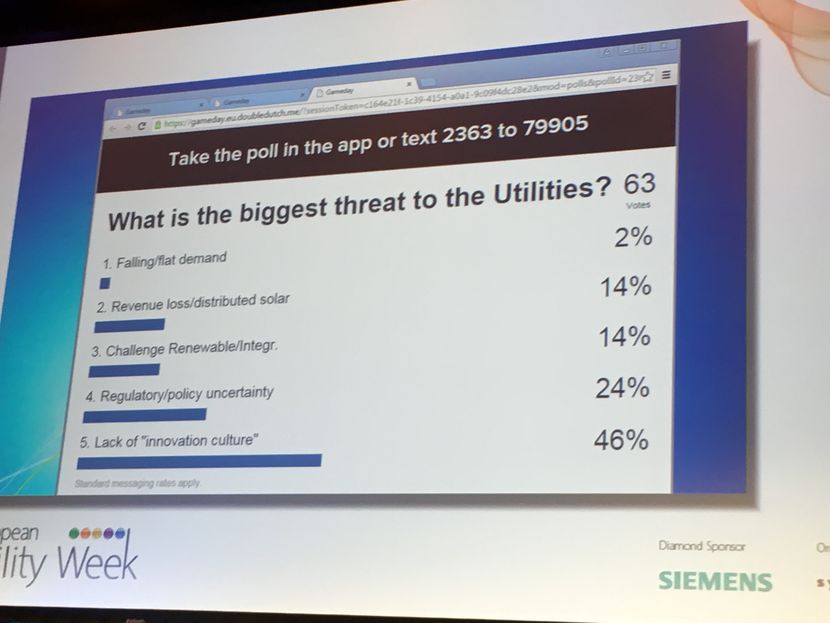 Gameday
Gameday
Gameday
https://gameday.eu.doubledutch.me/?sessionToken=c164e21f-1c39-4154-a0a1-9c09f4dc28e2&mod=polls&pollId=23
Take the poll in the app or text 2363 to 79905
What is the biggest threat to the Utilities? 63
Votes
1. Falling/flat demand 2%
2. Revenue loss/distributed solar 14%
3. Challenge Renewable/Integr. 14%
4. Regulatory/policy uncertainty 24%
5. Lack of "innovation culture" 46%
Standard messaging rates apply.
pean
lity Week
Diamond Sponsor
SIEMENS